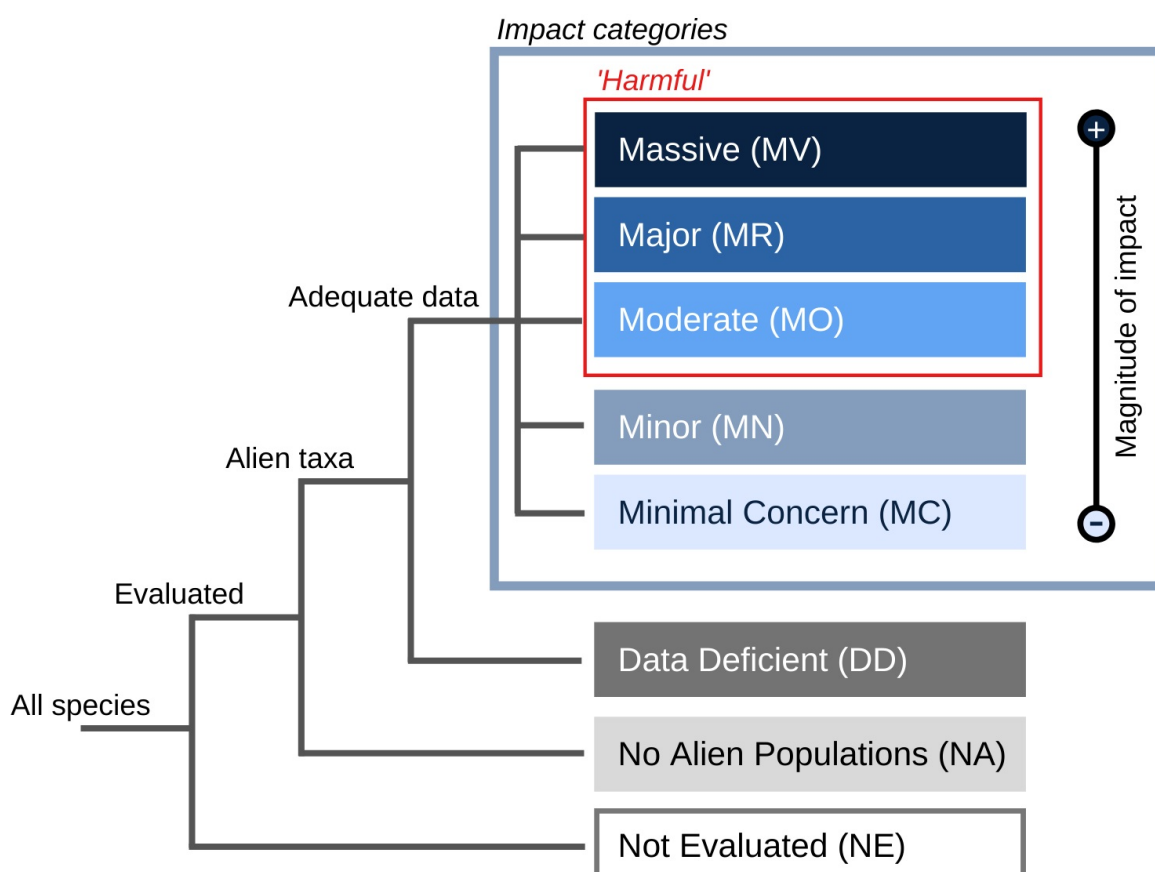 Impact categories
'Harmful'
Massive (MV)
Major (MR)
Moderate (MO)
Minor (MN)
Minimal Concern (MC)
+
Magnitude of impact
-
Adequate data
Alien taxa
Evaluated
All species
Data Deficient (DD)
No Alien Populations (NA)
Not Evaluated (NE)